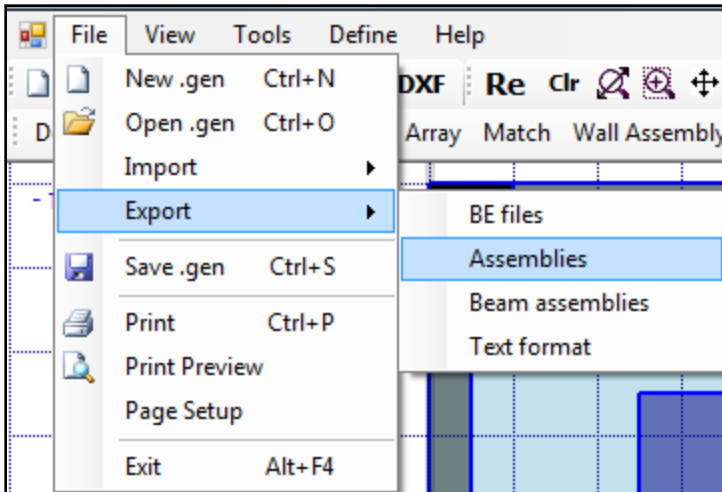 File View Tools Define Help
New .gen Ctrl+N
DXF Re Clr
Open .gen Ctrl+O
Array Match Wall Assembly
Import
Export
BE files
Assemblies
Save .gen Ctrl+S
Beam assemblies
Print Ctrl+P
Text format
Print Preview
Page Setup
Exit Alt+F4